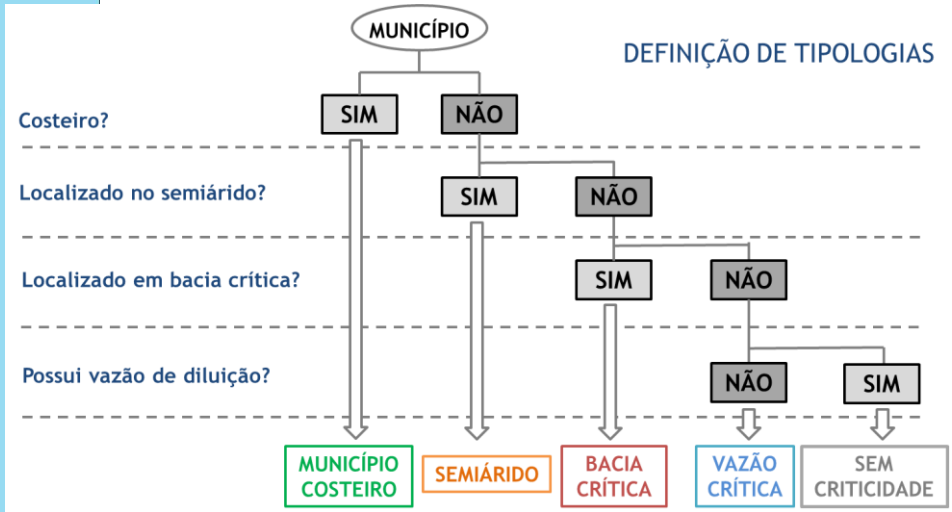 MUNICÍPIO
DEFINIÇÃO DE TIPOLOGIAS
Costeiro?
SIM
NÃO
Localizado no semiárido?
SIM
NÃO
Localizado em bacia crítica?
SIM
NÃO
Possui vazão de diluição?
NÃO
SIM
MUNICÍPIO
COSTEIRO
SEMIÁRIDO
BACIA
CRÍTICA
VAZÃO
CRÍTICA
SEM
CRITICIDADE